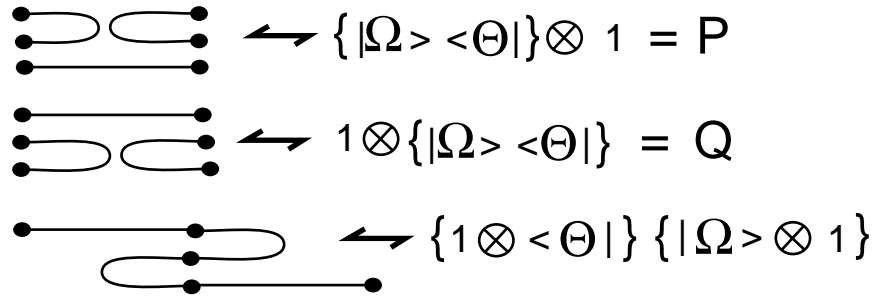 {|Ω> <Θ|}⊗ 1 = P
1⊗{|Ω> <Θ|} = Q
{1⊗<Θ|} {|Ω>⊗ 1}